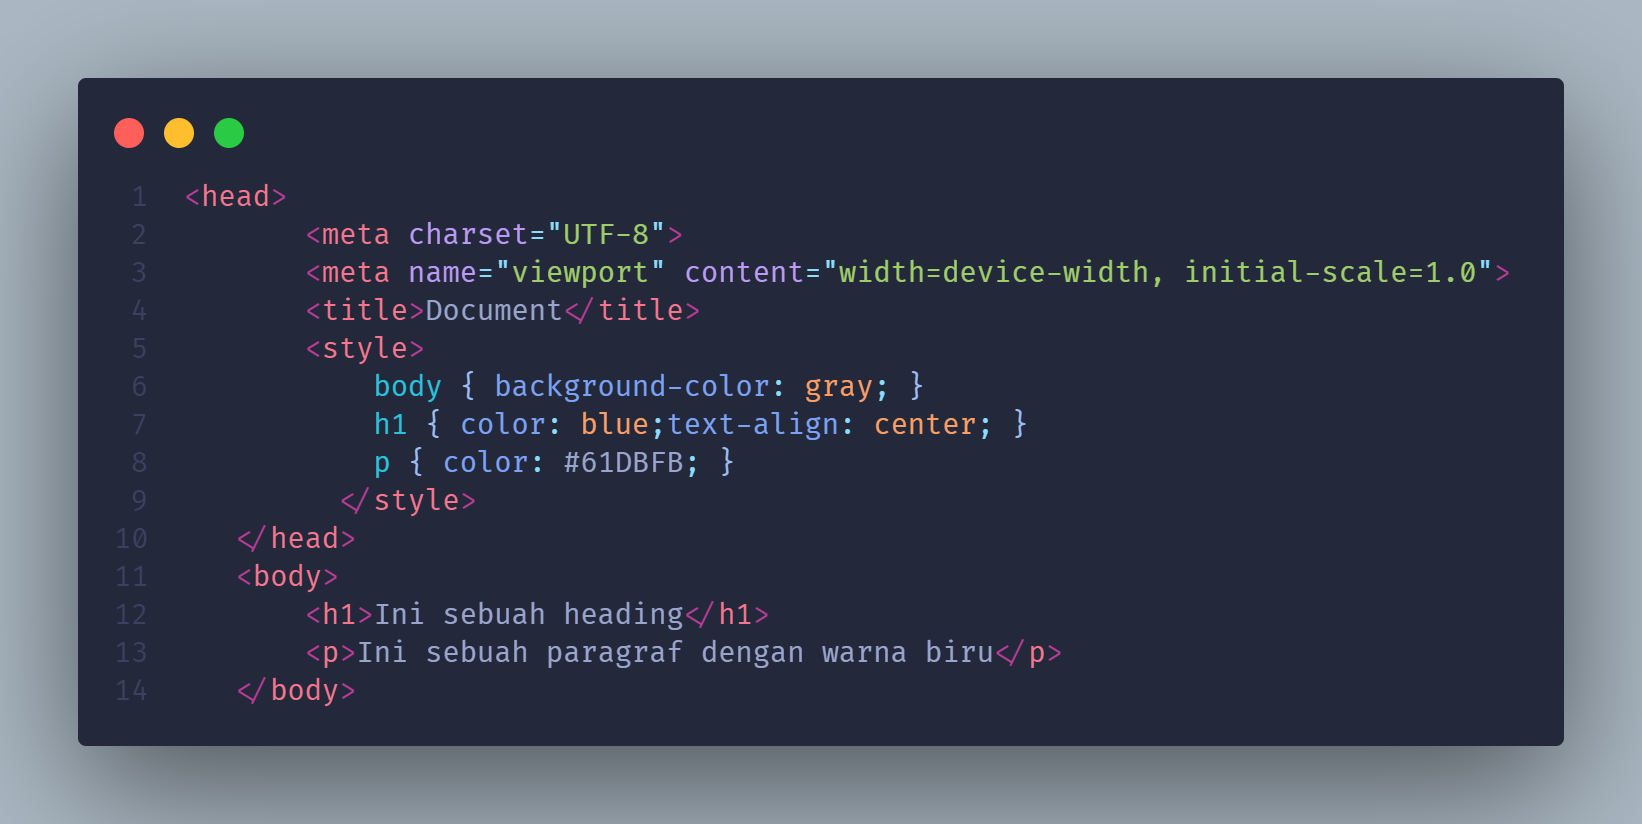 1 <head>
2 <meta charset="UTF-8">
3 <meta name="viewport" content="width=device-width, initial-scale=1.0">
4 <title>Document</title>
5 <style>
6 body { background-color: gray; }
7 h1 { color: blue;text-align: center; }
8 p { color: #61DBFB; }
9 </style>
10 </head>
11 <body>
12 <h1>Ini sebuah heading</h1>
13 <p>Ini sebuah paragraf dengan warna biru</p>
14 </body>